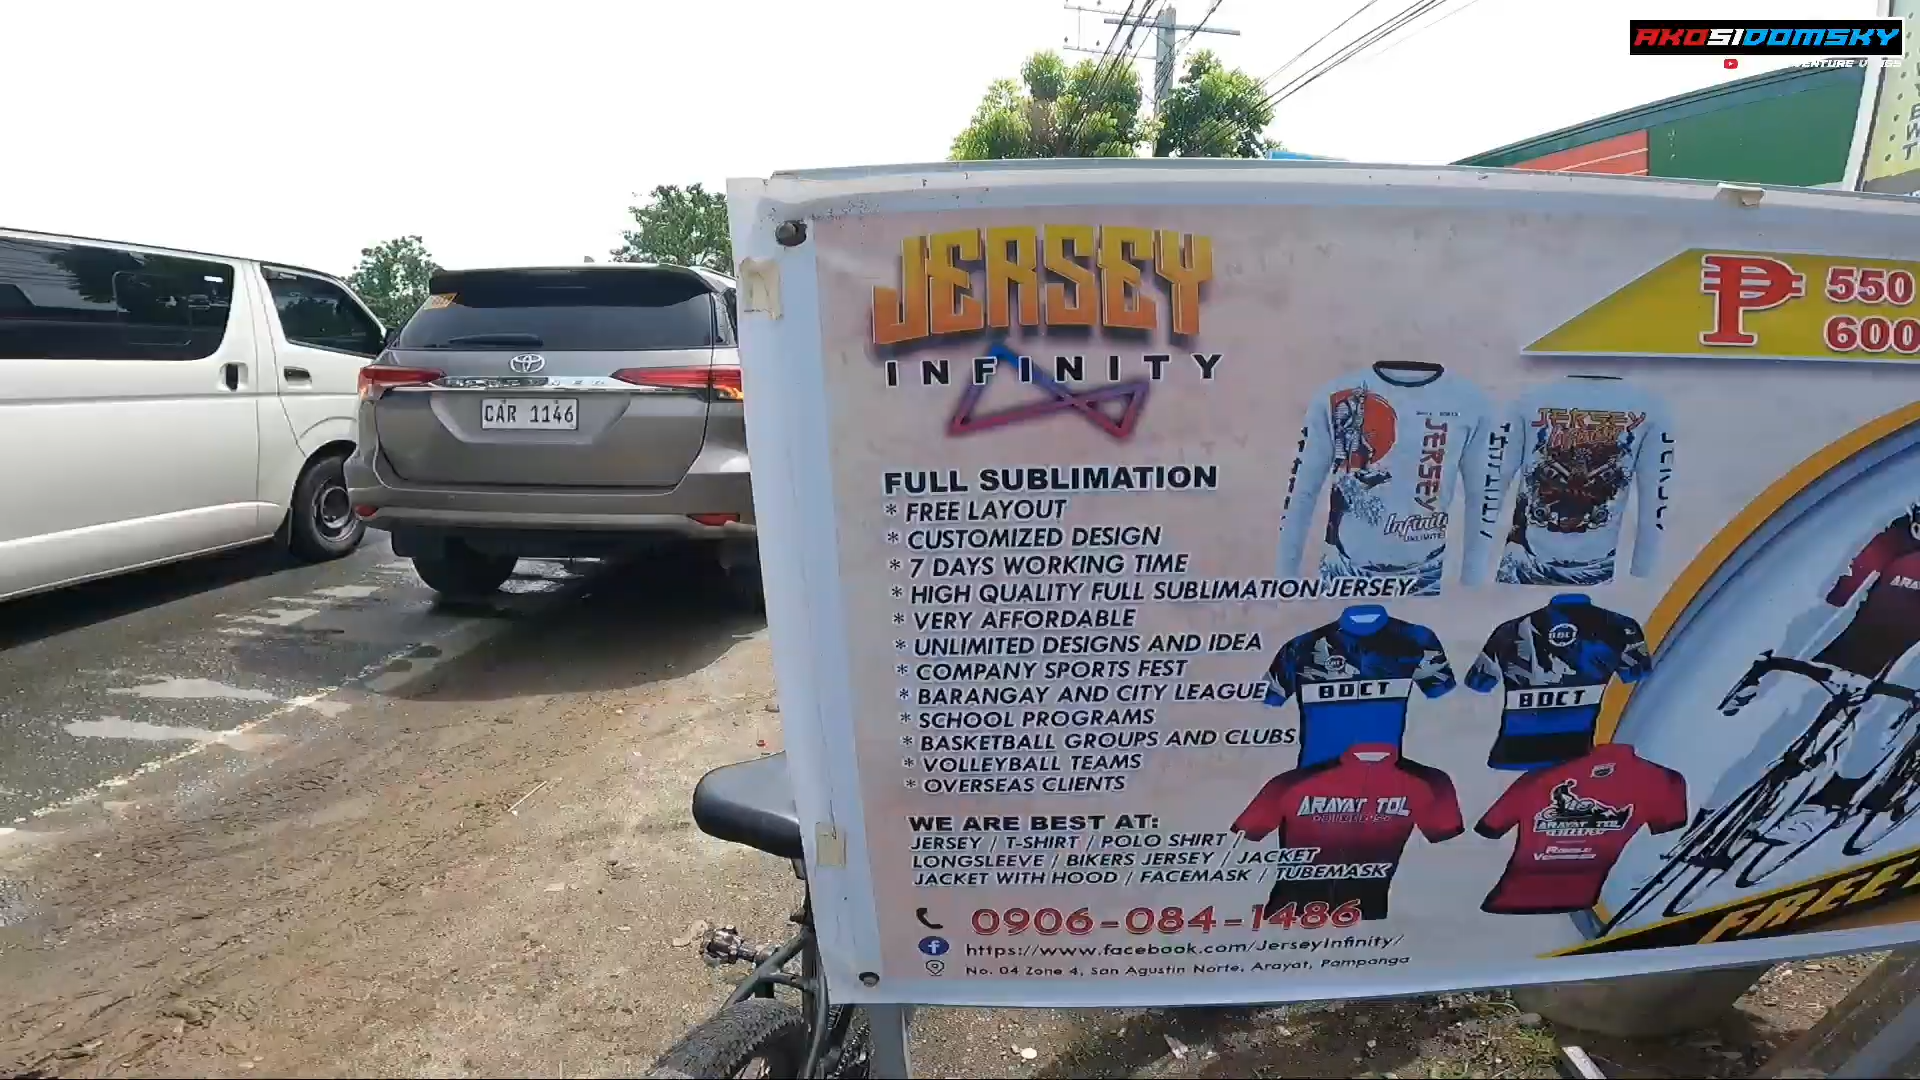 AKOSIDOMSKY
JERSEY
INFINITY
₱ 550
600
FULL SUBLIMATION
* FREE LAYOUT
* CUSTOMIZED DESIGN
* 7 DAYS WORKING TIME
* HIGH QUALITY FULL SUBLIMATION JERSEY
* VERY AFFORDABLE
* UNLIMITED DESIGNS AND IDEA
* COMPANY SPORTS FEST
* BARANGAY AND CITY LEAGUE
* SCHOOL PROGRAMS
* BASKETBALL GROUPS AND CLUBS
* VOLLEYBALL TEAMS
* OVERSEAS CLIENTS
WE ARE BEST AT:
JERSEY / T-SHIRT / POLO SHIRT /
LONGSLEEVE / BIKERS JERSEY / JACKET
JACKET WITH HOOD / FACEMASK / TUBEMASK
0906-084-1486
https://www.facebook.com/JerseyInfinity/
No. 04 Zone 4, San Agustin Norte, Arayat, Pampanga
JERSEY
Infinity
JERSEY
BDCT
BDCT
ARAYAT TOL
ARAYAT TOL
FREE
CAR 1146